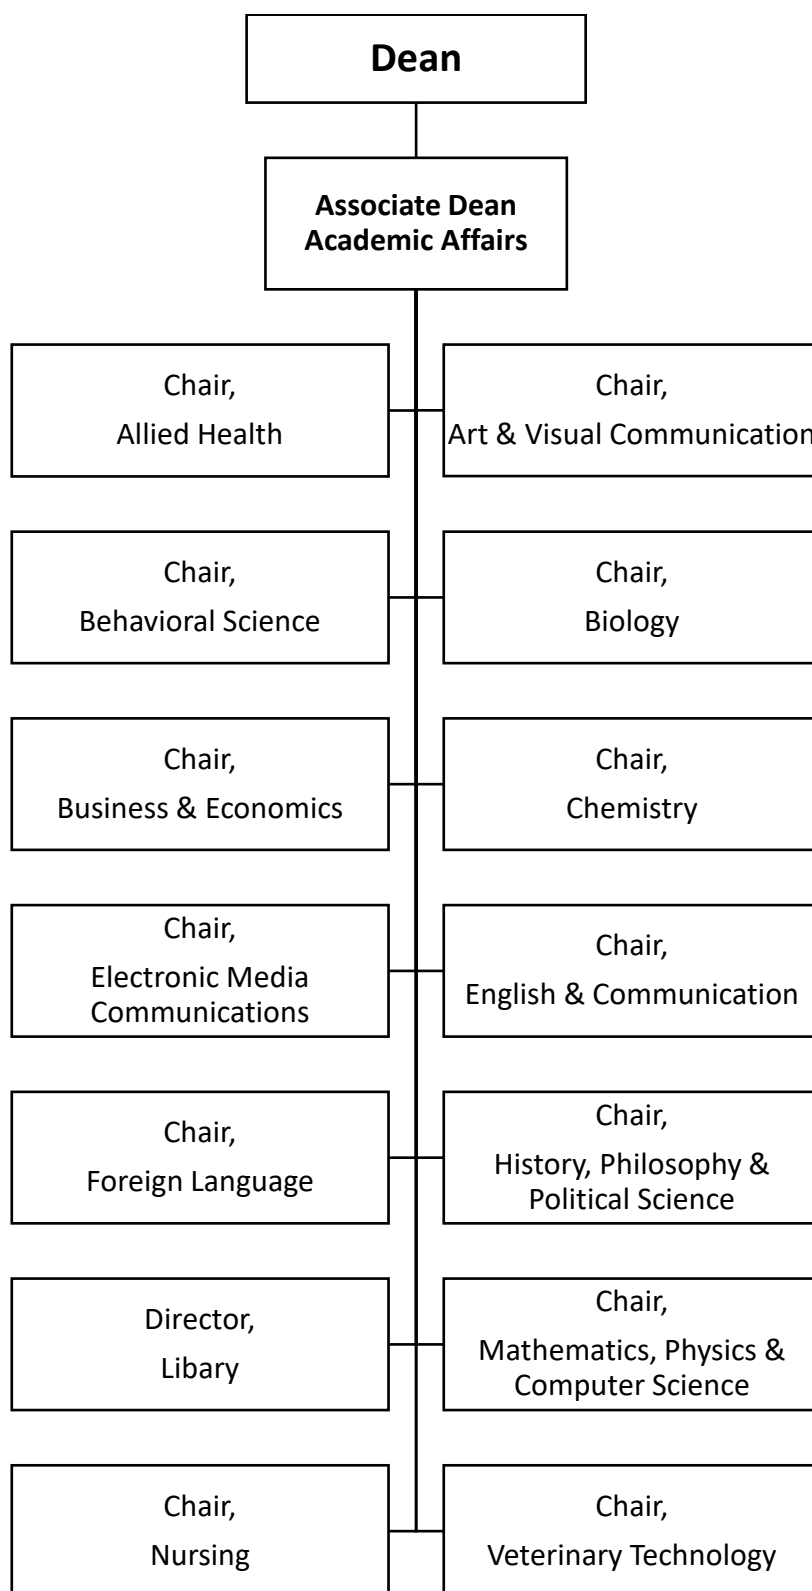 Dean
Associate Dean
Academic Affairs
Chair,
Allied Health
Chair,
Art & Visual Communication
Chair,
Behavioral Science
Chair,
Biology
Chair,
Business & Economics
Chair,
Chemistry
Chair,
Electronic Media
Communications
Chair,
English & Communication
Chair,
Foreign Language
Chair,
History, Philosophy &
Political Science
Director,
Libary
Chair,
Mathematics, Physics &
Computer Science
Chair,
Nursing
Chair,
Veterinary Technology